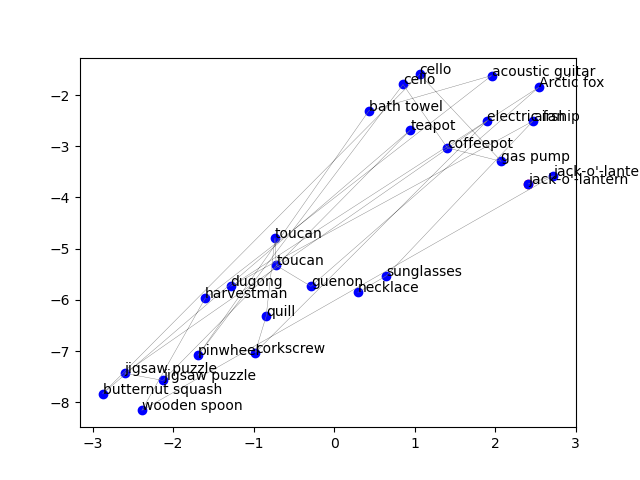 cello
cello
acoustic guitar
Arctic fox
bath towel
teapot
electric fan
airship
coffeepot
gas pump
jack-o'-lante
jack-o'-lantern
toucan
toucan
dugong
guenon
sunglasses
harvestman
necklace
quill
pinwheel
corkscrew
jigsaw puzzle
jigsaw puzzle
butternut squash
wooden spoon
−2
−3
−4
−5
−6
−7
−8
−3
−2
−1
0
1
2
3